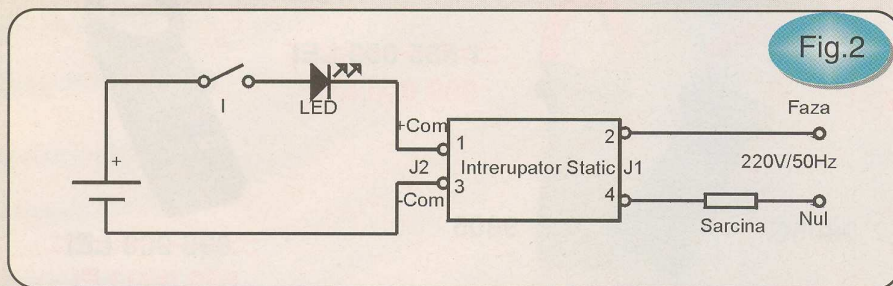 Fig.2
Faza
I
LED
+Com
1
2
J2
Intrerupator Static
J1
220V/50Hz
+
3
4
-Com
Sarcina
Nul